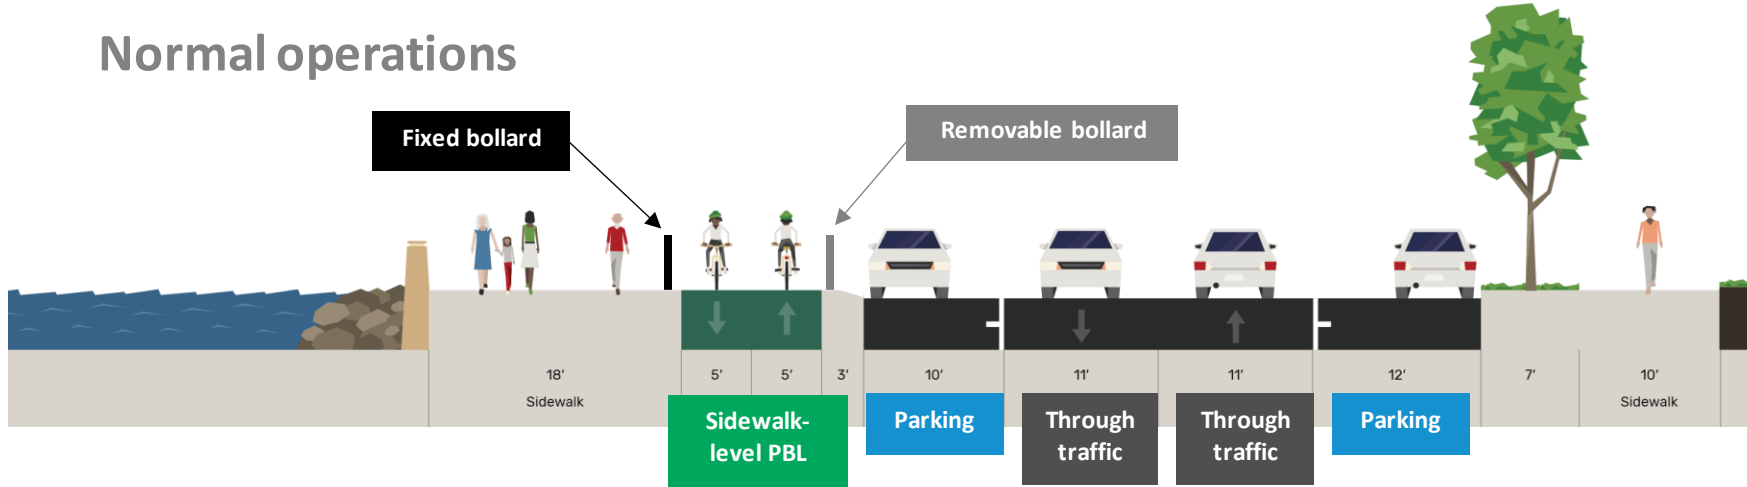 Normal operations
Fixed bollard
Removable bollard
18’
5’
5’
3’
10’
11’
11’
12’
7’
10’
Sidewalk
Sidewalk
Sidewalk-
level PBL
Parking
Through
traffic
Through
traffic
Parking